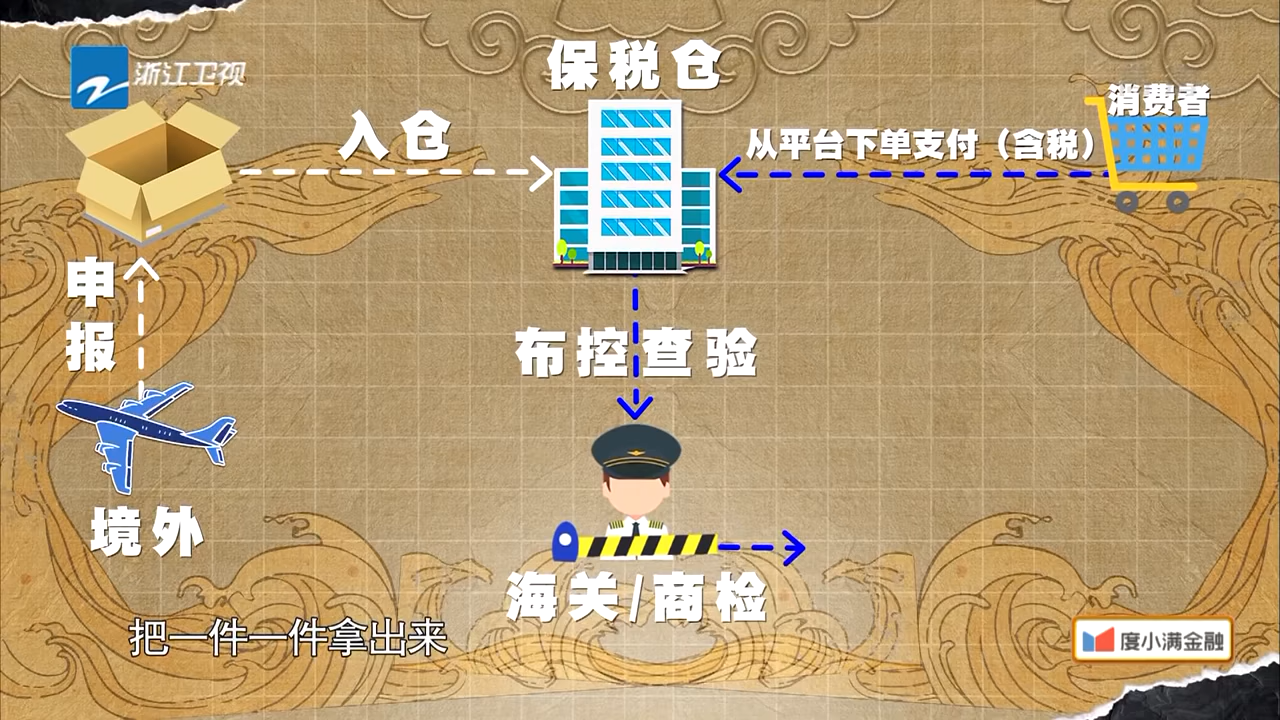 浙江卫视
保税仓
消费者
入仓
从平台下单支付（含税）
申报
布控查验
境外
海关/商检
把一件一件拿出来
度小满金融